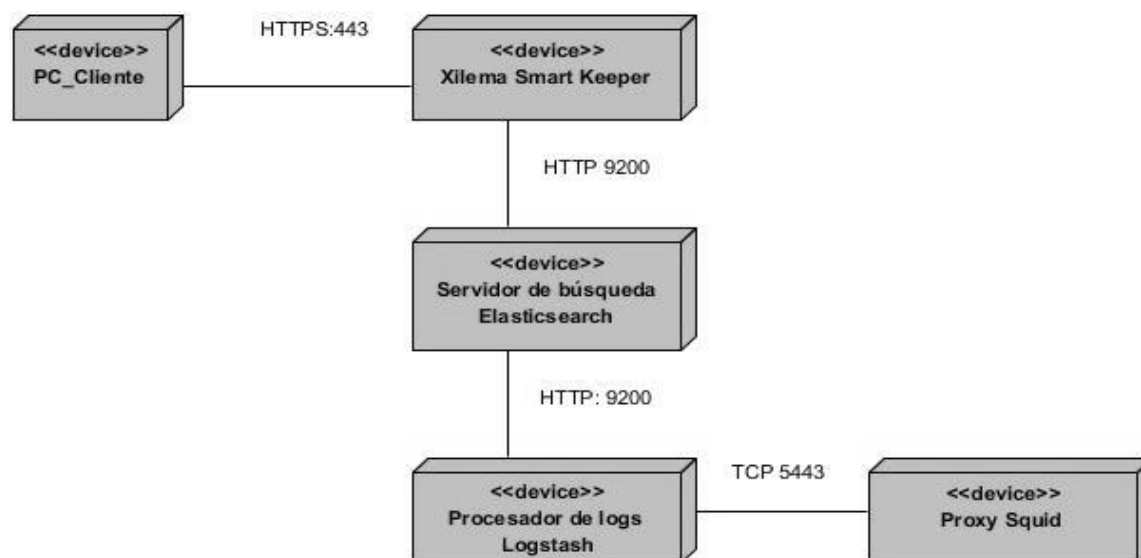 HTTPS:443
<<device>>
PC_Cliente
<<device>>
Xilema Smart Keeper
HTTP 9200
<<device>>
Servidor de búsqueda
Elasticsearch
HTTP: 9200
<<device>>
Procesador de logs
Logstash
TCP 5443
<<device>>
Proxy Squid